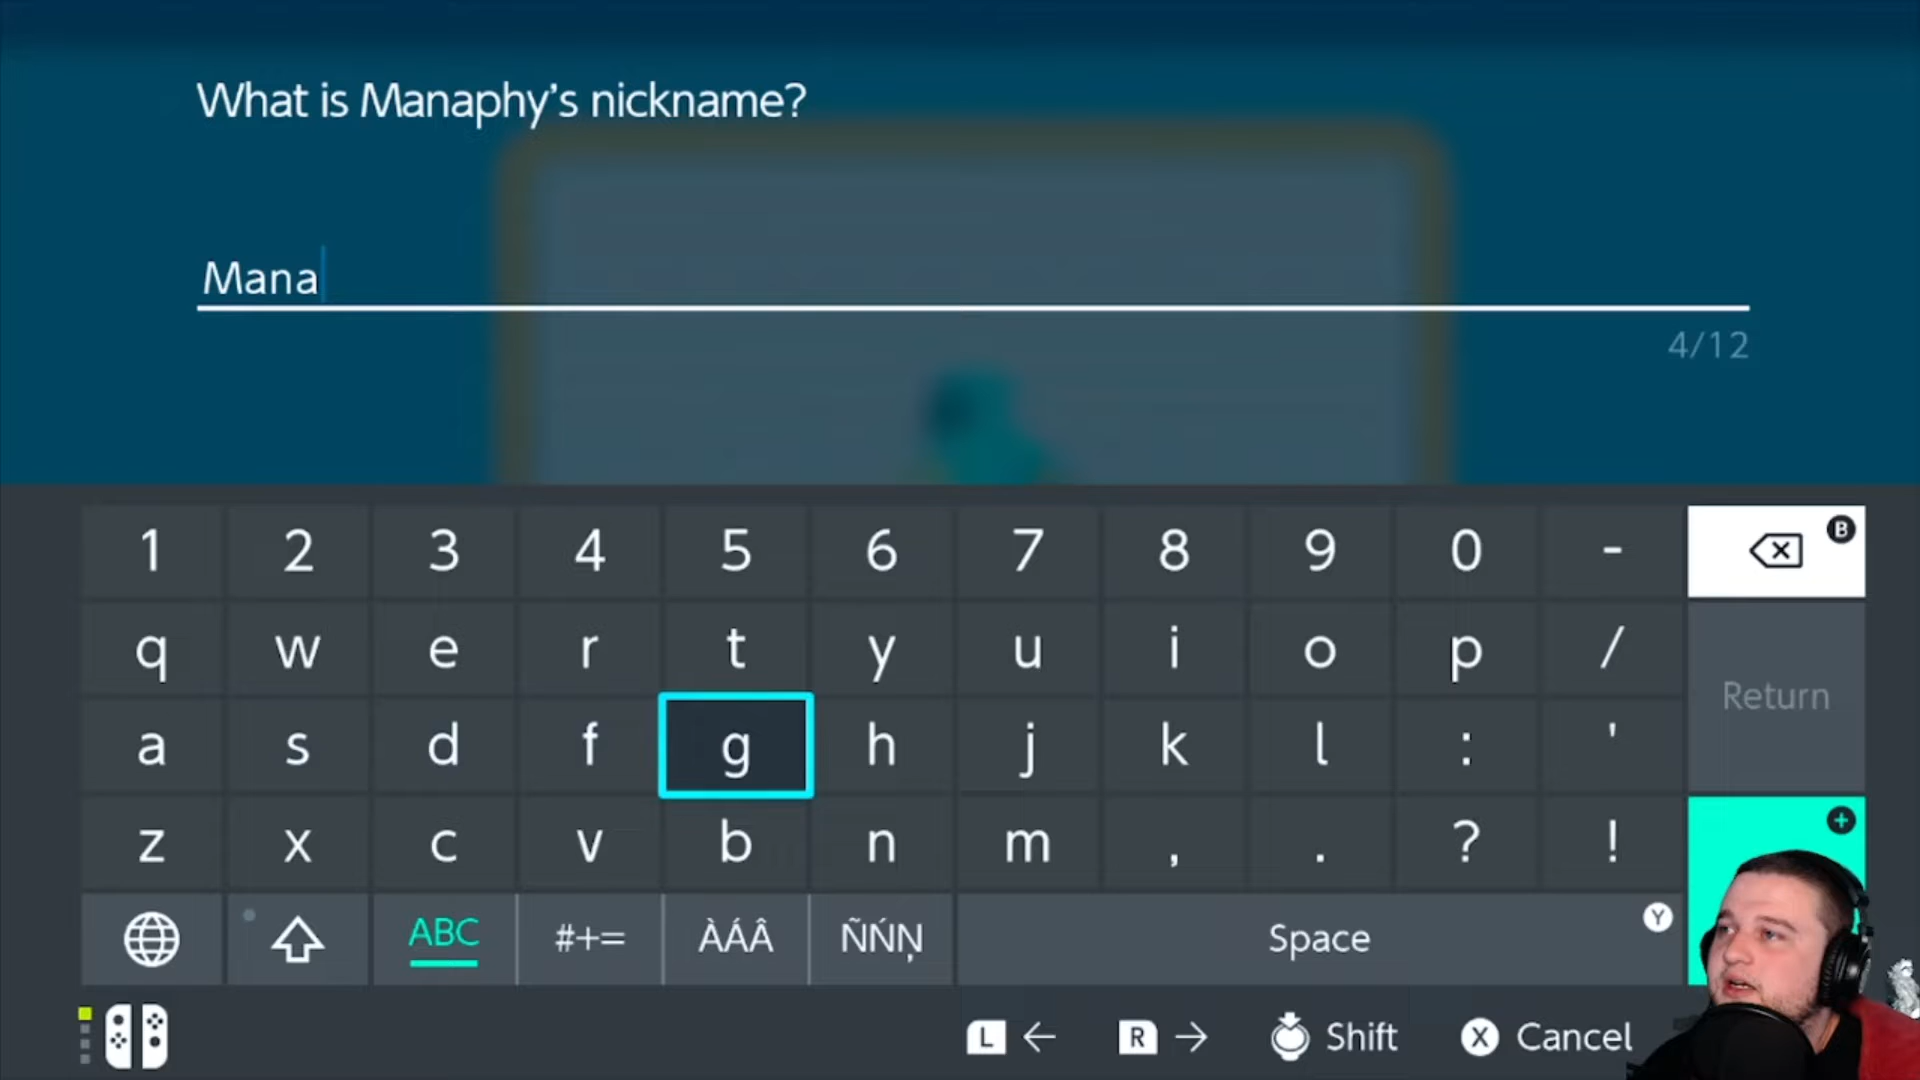 What is Manaphy's nickname?
Mana
4/12
1 2 3 4 5 6 7 8 9 0 - B
q w e r t y u i o p /
Return
a s d f g h j k l : '
z x c v b n m , . ? ! +
ABC #+= ÀÁÂ ÑŃŅ Space Y
L ← R → Shift X Cancel